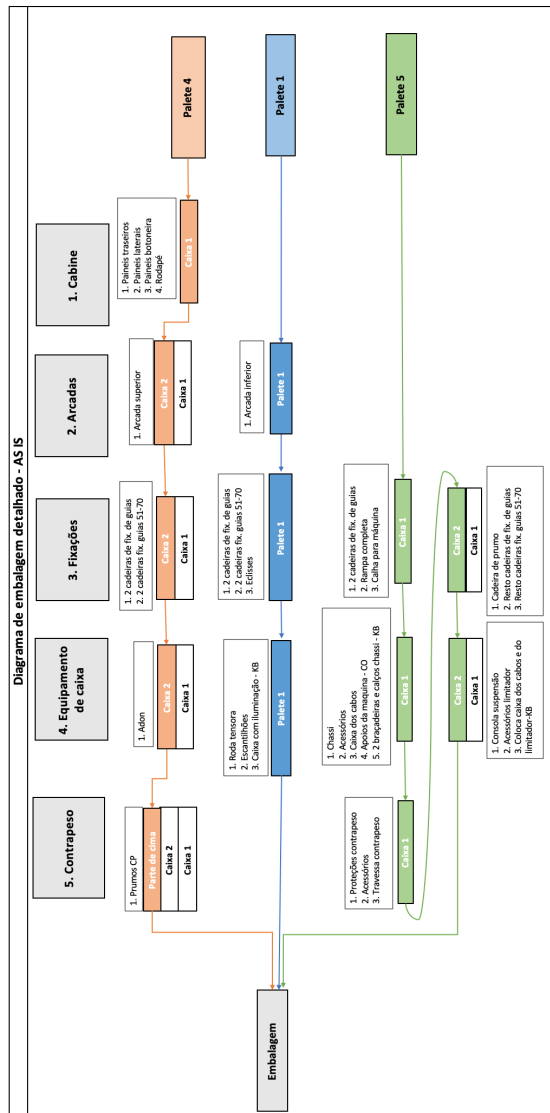 Diagrama de embalagem detalhado - AS IS
1. Cabine
2. Arcadas
3. Fixações
4. Equipamento
de caixa
5. Contrapeso
Palete 4
1. Paineis traseiros
2. Paineis laterais
3. Paineis botoneira
4. Rodapé
Caixa 1
1. Arcada superior
Caixa 2
Caixa 1
1. 2 cadeiras de fix. de guias
2. 2 cadeiras fix. guias 51-70
Caixa 2
Caixa 1
1. Adon
Caixa 2
Caixa 1
1. Prumos CP
Parte de cima
Caixa 2
Caixa 1
Palete 1
1. Arcada inferior
Palete 1
1. 2 cadeiras de fix. de guias
2. 2 cadeiras fix. guias 51-70
3. Eclisses
Palete 1
1. Roda tensora
2. Escantilhões
3. Caixa com iluminação - KB
Palete 1
Embalagem
Palete 5
1. 2 cadeiras de fix. de guias
2. Rampa completa
3. Calha para máquina
Caixa 1
1. Chassi
2. Acessórios
3. Caixa dos cabos
4. Apoios da maquina - CO
5. 2 braçadeiras e calços chassi - KB
Caixa 1
1. Proteções contrapeso
2. Acessórios
3. Travessa contrapeso
Caixa 1
Caixa 2
Caixa 1
1. Cadeira de prumo
2. Resto cadeiras de fix. de guias
3. Resto cadeiras fix. guias 51-70
Caixa 2
Caixa 1
1. Consola suspensão
2. Acessórios limitador
3. Coloca caixa dos cabos e do
limitador-KB